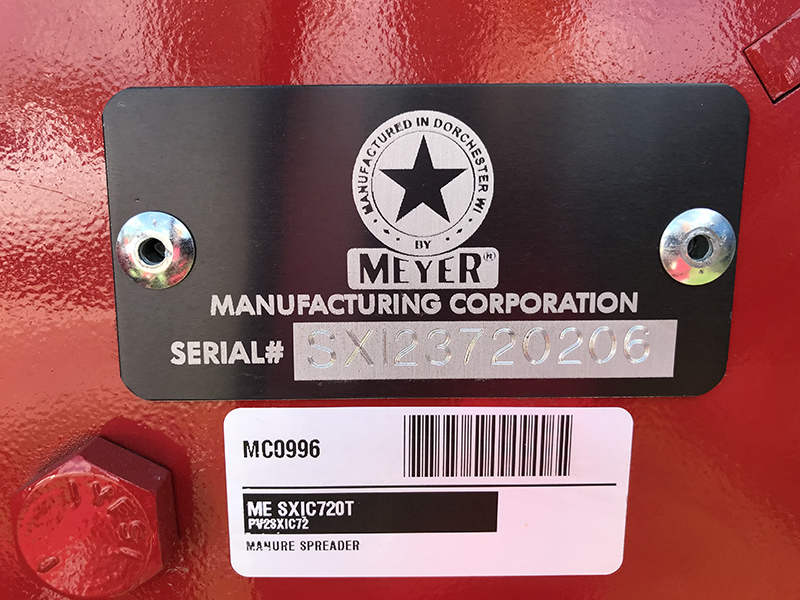 MANUFACTURED IN DORCHESTER WI.
BY
MEYER®
MANUFACTURING CORPORATION
SERIAL# SXI23720206
MC0996
ME SXIC720T
PV2SXIC72
MANURE SPREADER